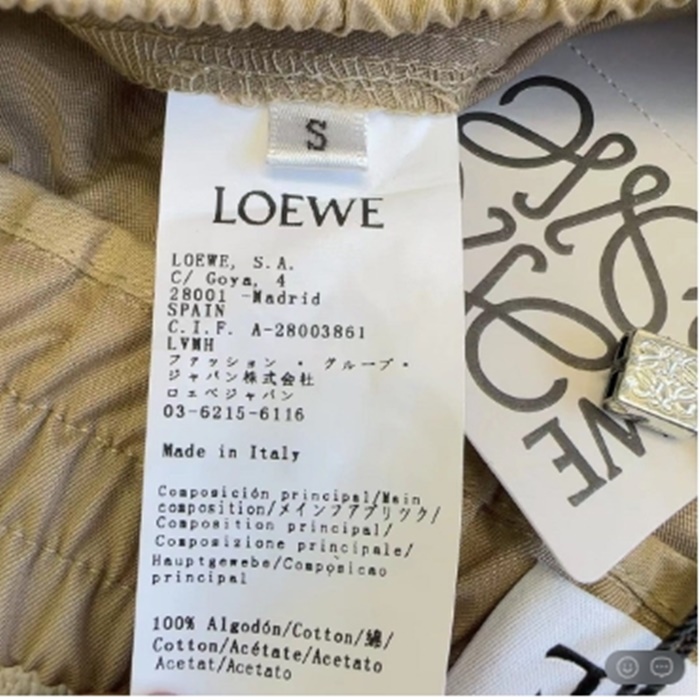 S
LOEWE
LOEWE, S.A.
C/ Goya, 4
28001 -Madrid
SPAIN
C.I.F. A-28003861
LVMH
ファッション・グループ・
ジャパン株式会社
ロエベジャパン
03-6215-6116
Made in Italy
Composición principal/Main
composition/メインファブリック/
Composition principal/
Composizione principale/
Hauptgewebe/Composicao
principal
100% Algodón/Cotton/綿/
Cotton/Acétate/Acetato
Acetat/Acetato